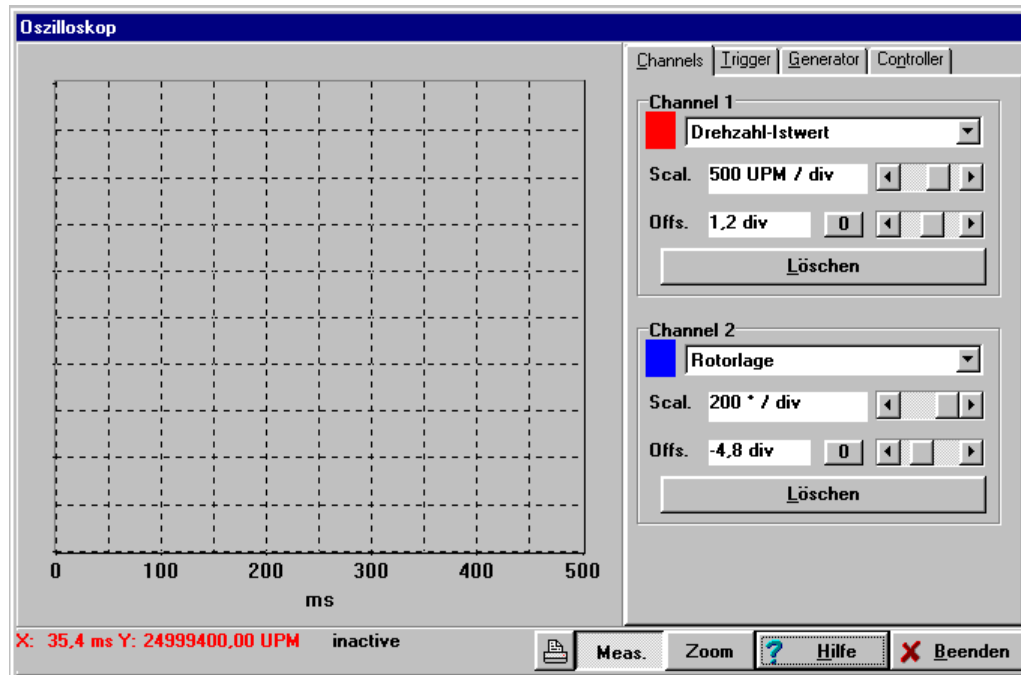 Oszilloskop
Channels Trigger Generator Controller
Channel 1
Drehzahl-Istwert
Scal. 500 UPM / div
Offs. 1,2 div 0
Löschen
Channel 2
Rotorlage
Scal. 200 * / div
Offs. -4,8 div 0
Löschen
0 100 200 300 400 500
ms
X: 35,4 ms Y: 24999400,00 UPM inactive
Meas. Zoom ? Hilfe Beenden